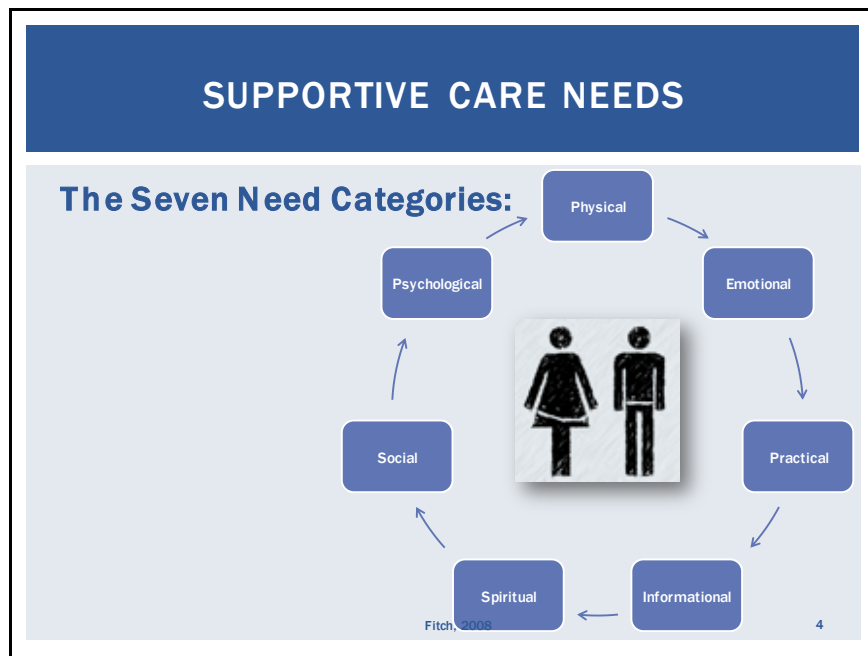 SUPPORTIVE CARE NEEDS
The Seven Need Categories:
Physical
Emotional
Practical
Informational
Spiritual
Social
Psychological
Fitch, 2008
4